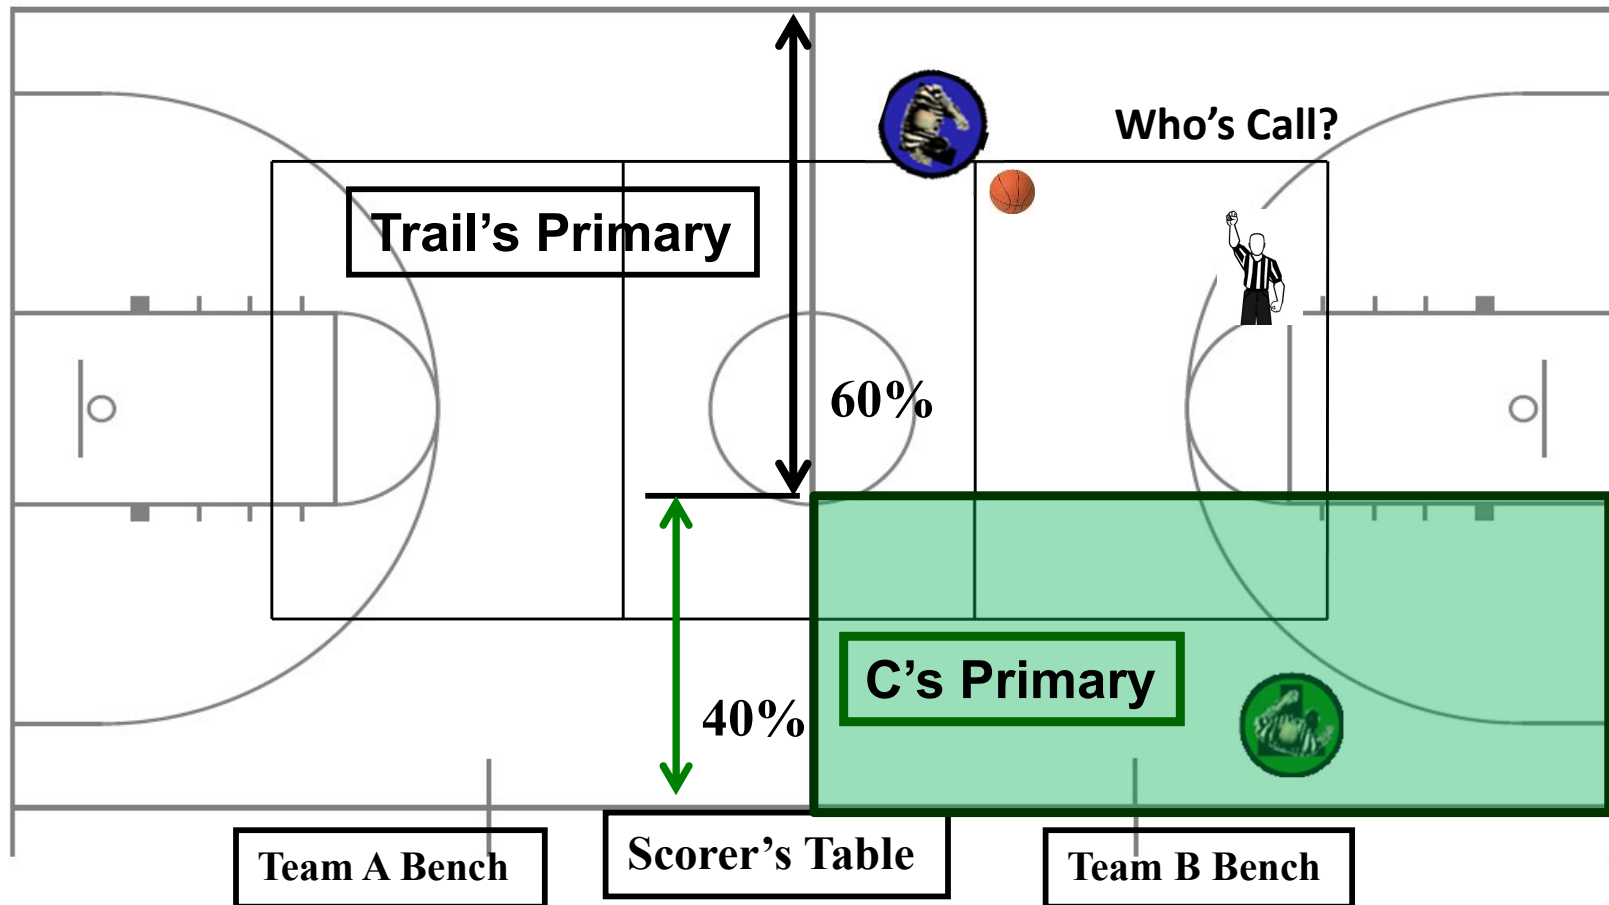 Who’s Call?
Trail’s Primary
60%
C’s Primary
40%
Scorer’s Table
Team A Bench
Team B Bench